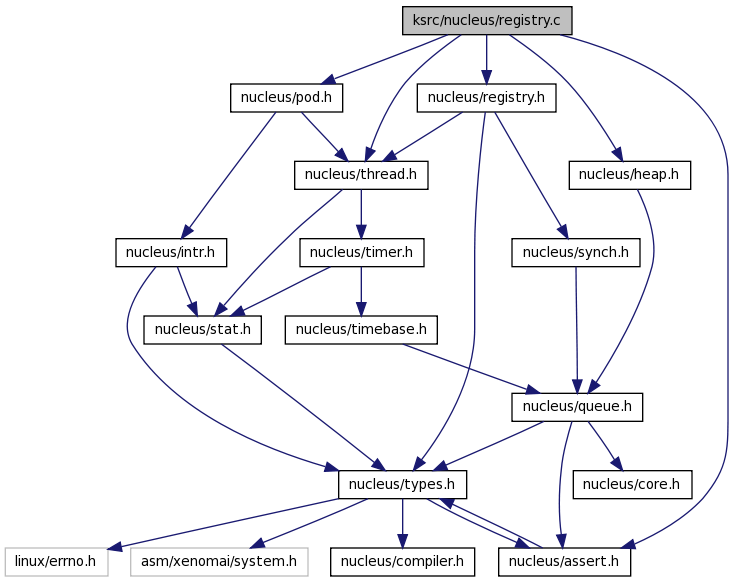 ksrc/nucleus/registry.c
nucleus/pod.h
nucleus/registry.h
nucleus/thread.h
nucleus/heap.h
nucleus/intr.h
nucleus/timer.h
nucleus/synch.h
nucleus/stat.h
nucleus/timebase.h
nucleus/queue.h
nucleus/types.h
nucleus/core.h
linux/errno.h
asm/xenomai/system.h
nucleus/compiler.h
nucleus/assert.h